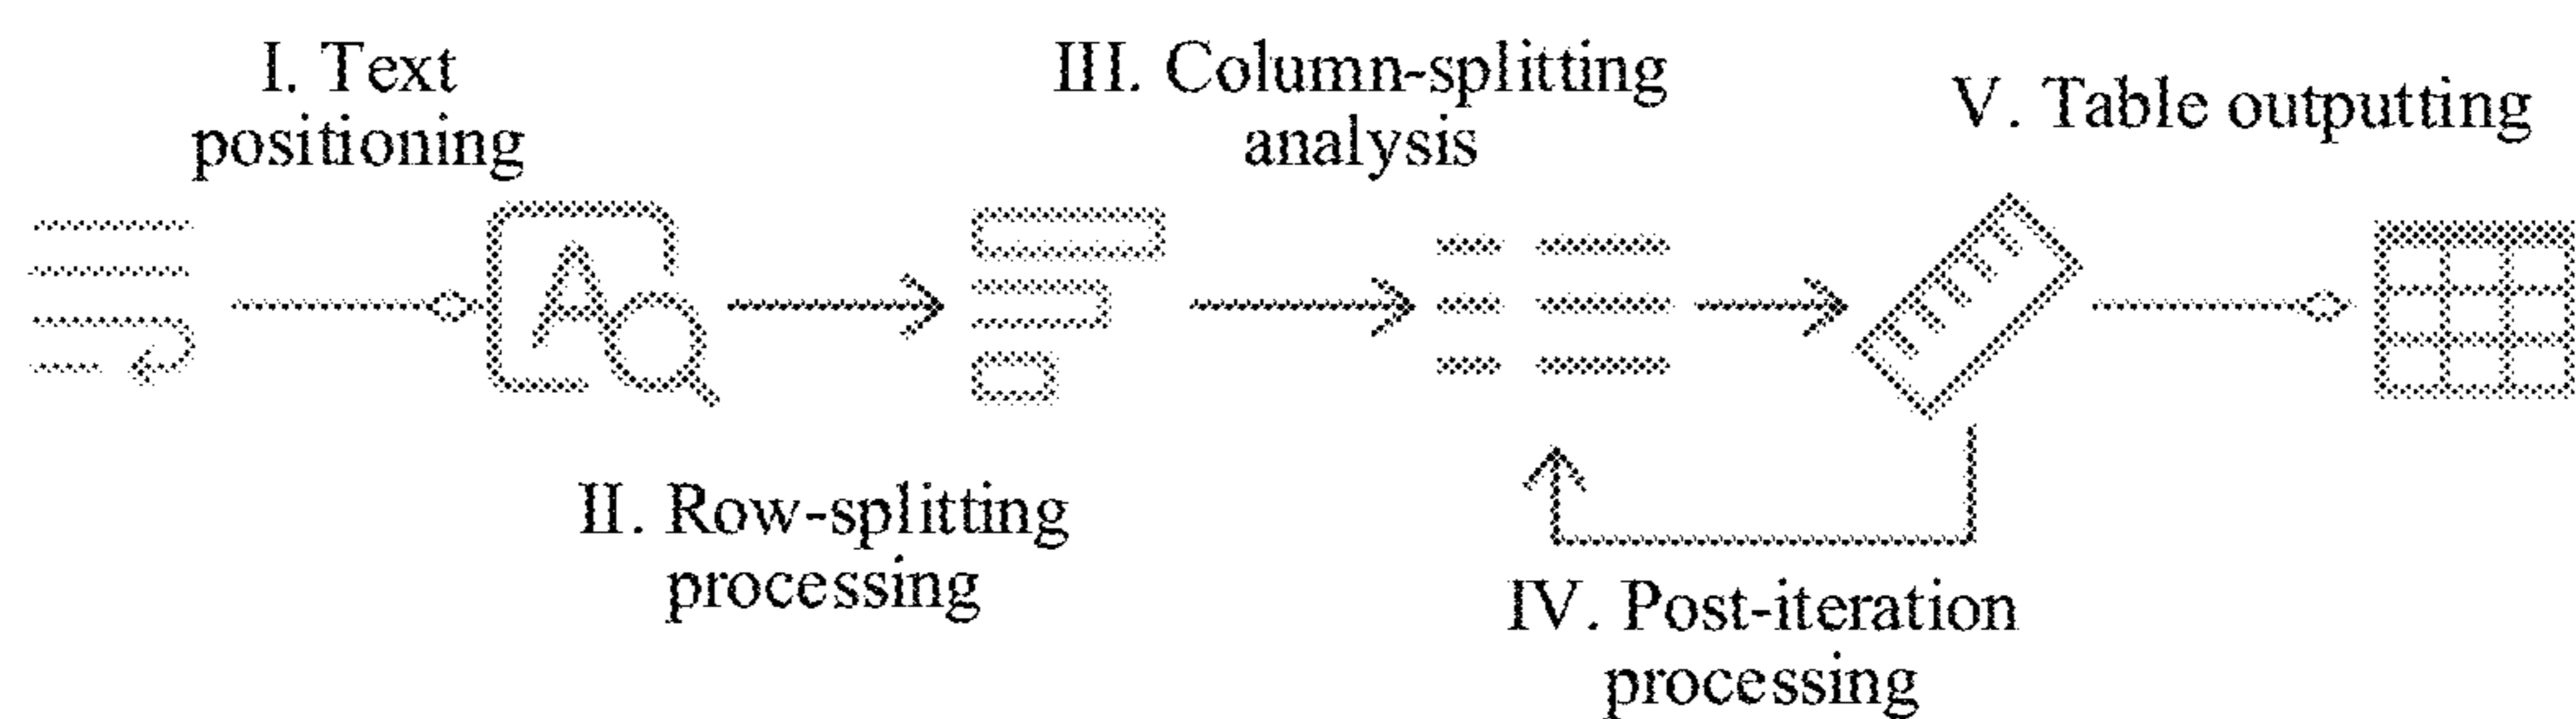 I. Text
positioning
II. Row-splitting
processing
III. Column-splitting
analysis
IV. Post-iteration
processing
V. Table outputting
A